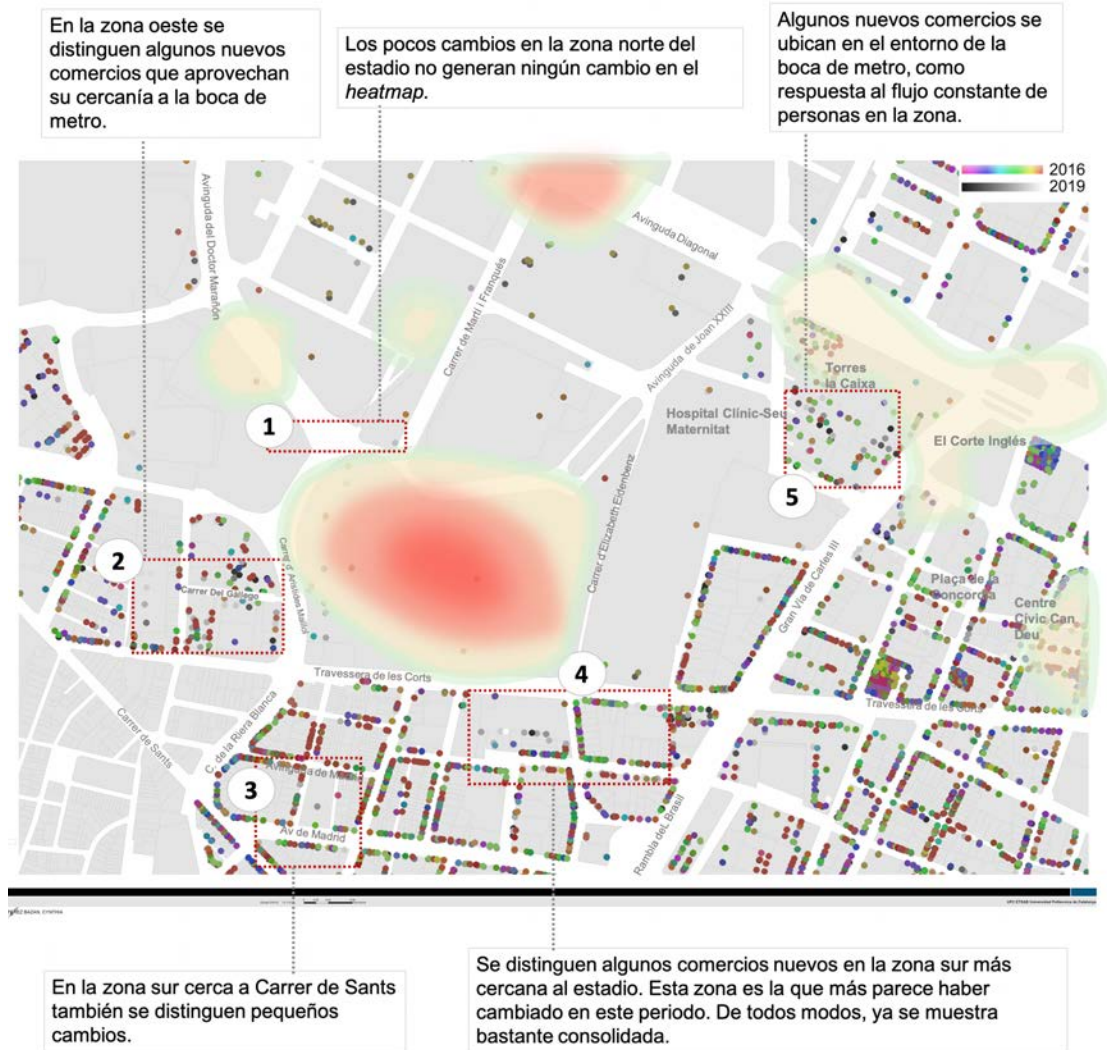 En la zona oeste se
distinguen algunos nuevos
comercios que aprovechan
su cercanía a la boca de
metro.
Los pocos cambios en la zona norte del
estadio no generan ningún cambio en el
heatmap.
Algunos nuevos comercios se
ubican en el entorno de la
boca de metro, como
respuesta al flujo constante de
personas en la zona.
2016
2019
Avinguda del Doctor Marañón
Avinguda Diagonal
Carrer de Martí i Franqués
Avinguda de Joan XXIII
Torres
la Caixa
Hospital Clínic-Seu
Maternitat
El Corte Inglés
1
5
2
Carrer Del Gállego
Carrer d'Arístides Maillol
Carrer d'Elizabeth Eidenbenz
Gran Vía de Carles III
Plaça de la
Concordia
Centre
Civic Can
Deu
4
Travessera de les Corts
Travessera de les Corts
Carrer de Sants
C. de la Riera Blanca
3
Av de Madrid
Rambla del Brasil
En la zona sur cerca a Carrer de Sants
también se distinguen pequeños
cambios.
Se distinguen algunos comercios nuevos en la zona sur más
cercana al estadio. Esta zona es la que más parece haber
cambiado en este periodo. De todos modos, ya se muestra
bastante consolidada.